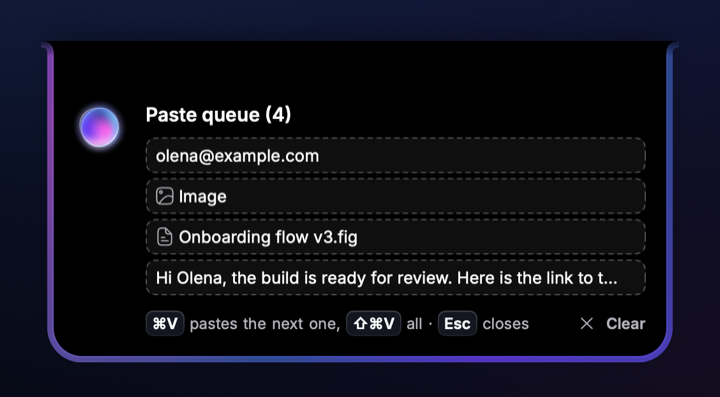 Paste queue (4)
olena@example.com
Image
Onboarding flow v3.fig
Hi Olena, the build is ready for review. Here is the link to t...
⌘V pastes the next one, ⇧⌘V all · Esc closes Clear